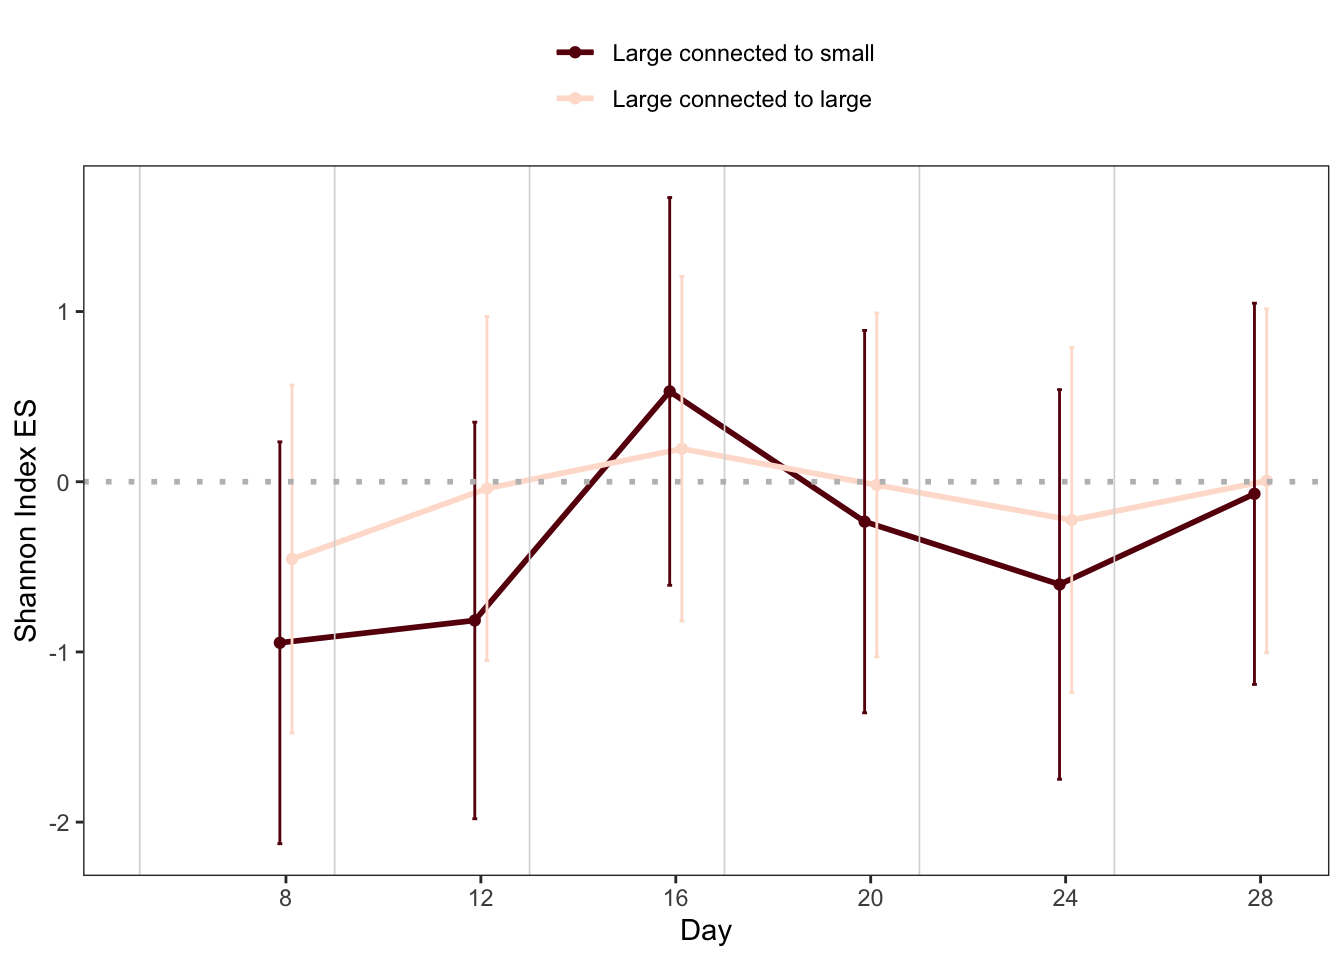 Large connected to small
Large connected to large
Shannon Index ES
1
0
-1
-2
8 12 16 20 24 28
Day